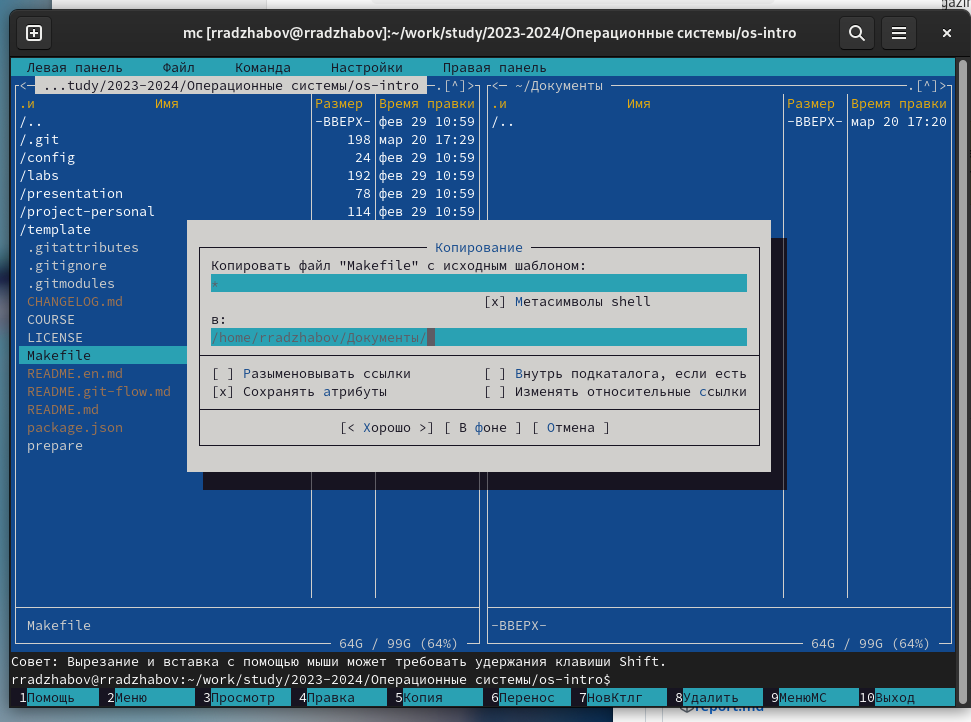 mc [rradzhabov@rradzhabov]:~/work/study/2023-2024/Операционные системы/os-intro
Левая панель Файл Команда Настройки Правая панель
<─ ...tudy/2023-2024/Операционные системы/os-intro ─.[^]> <─ ~/Документы .[^]>
.и Имя Размер Время правки .и Имя Размер Время правки
/.. -ВВЕРХ- фев 29 10:59 /.. -ВВЕРХ- мар 20 17:20
/.git 198 мар 20 17:29
/config 24 фев 29 10:59
/labs 192 фев 29 10:59
/presentation 78 фев 29 10:59
/project-personal 114 фев 29 10:59
/template
.gitattributes
.gitignore
.gitmodules
CHANGELOG.md
COURSE
LICENSE
Makefile
README.en.md
README.git-flow.md
README.md
package.json
prepare
Копирование
Копировать файл "Makefile" с исходным шаблоном:
*
[x] Метасимволы shell
в:
/home/rradzhabov/Документы/
[ ] Разыменовывать ссылки [ ] Внутрь подкаталога, если есть
[x] Сохранять атрибуты [ ] Изменять относительные ссылки
[< Хорошо >] [ В фоне ] [ Отмена ]
Makefile -ВВЕРХ-
64G / 99G (64%) 64G / 99G (64%)
Совет: Вырезание и вставка с помощью мыши может требовать удержания клавиши Shift.
rradzhabov@rradzhabov:~/work/study/2023-2024/Операционные системы/os-intro$
1Помощь 2Меню 3Просмотр 4Правка 5Копия 6Перенос 7НовКтлг 8Удалить 9МенюМС 10Выход
report.md